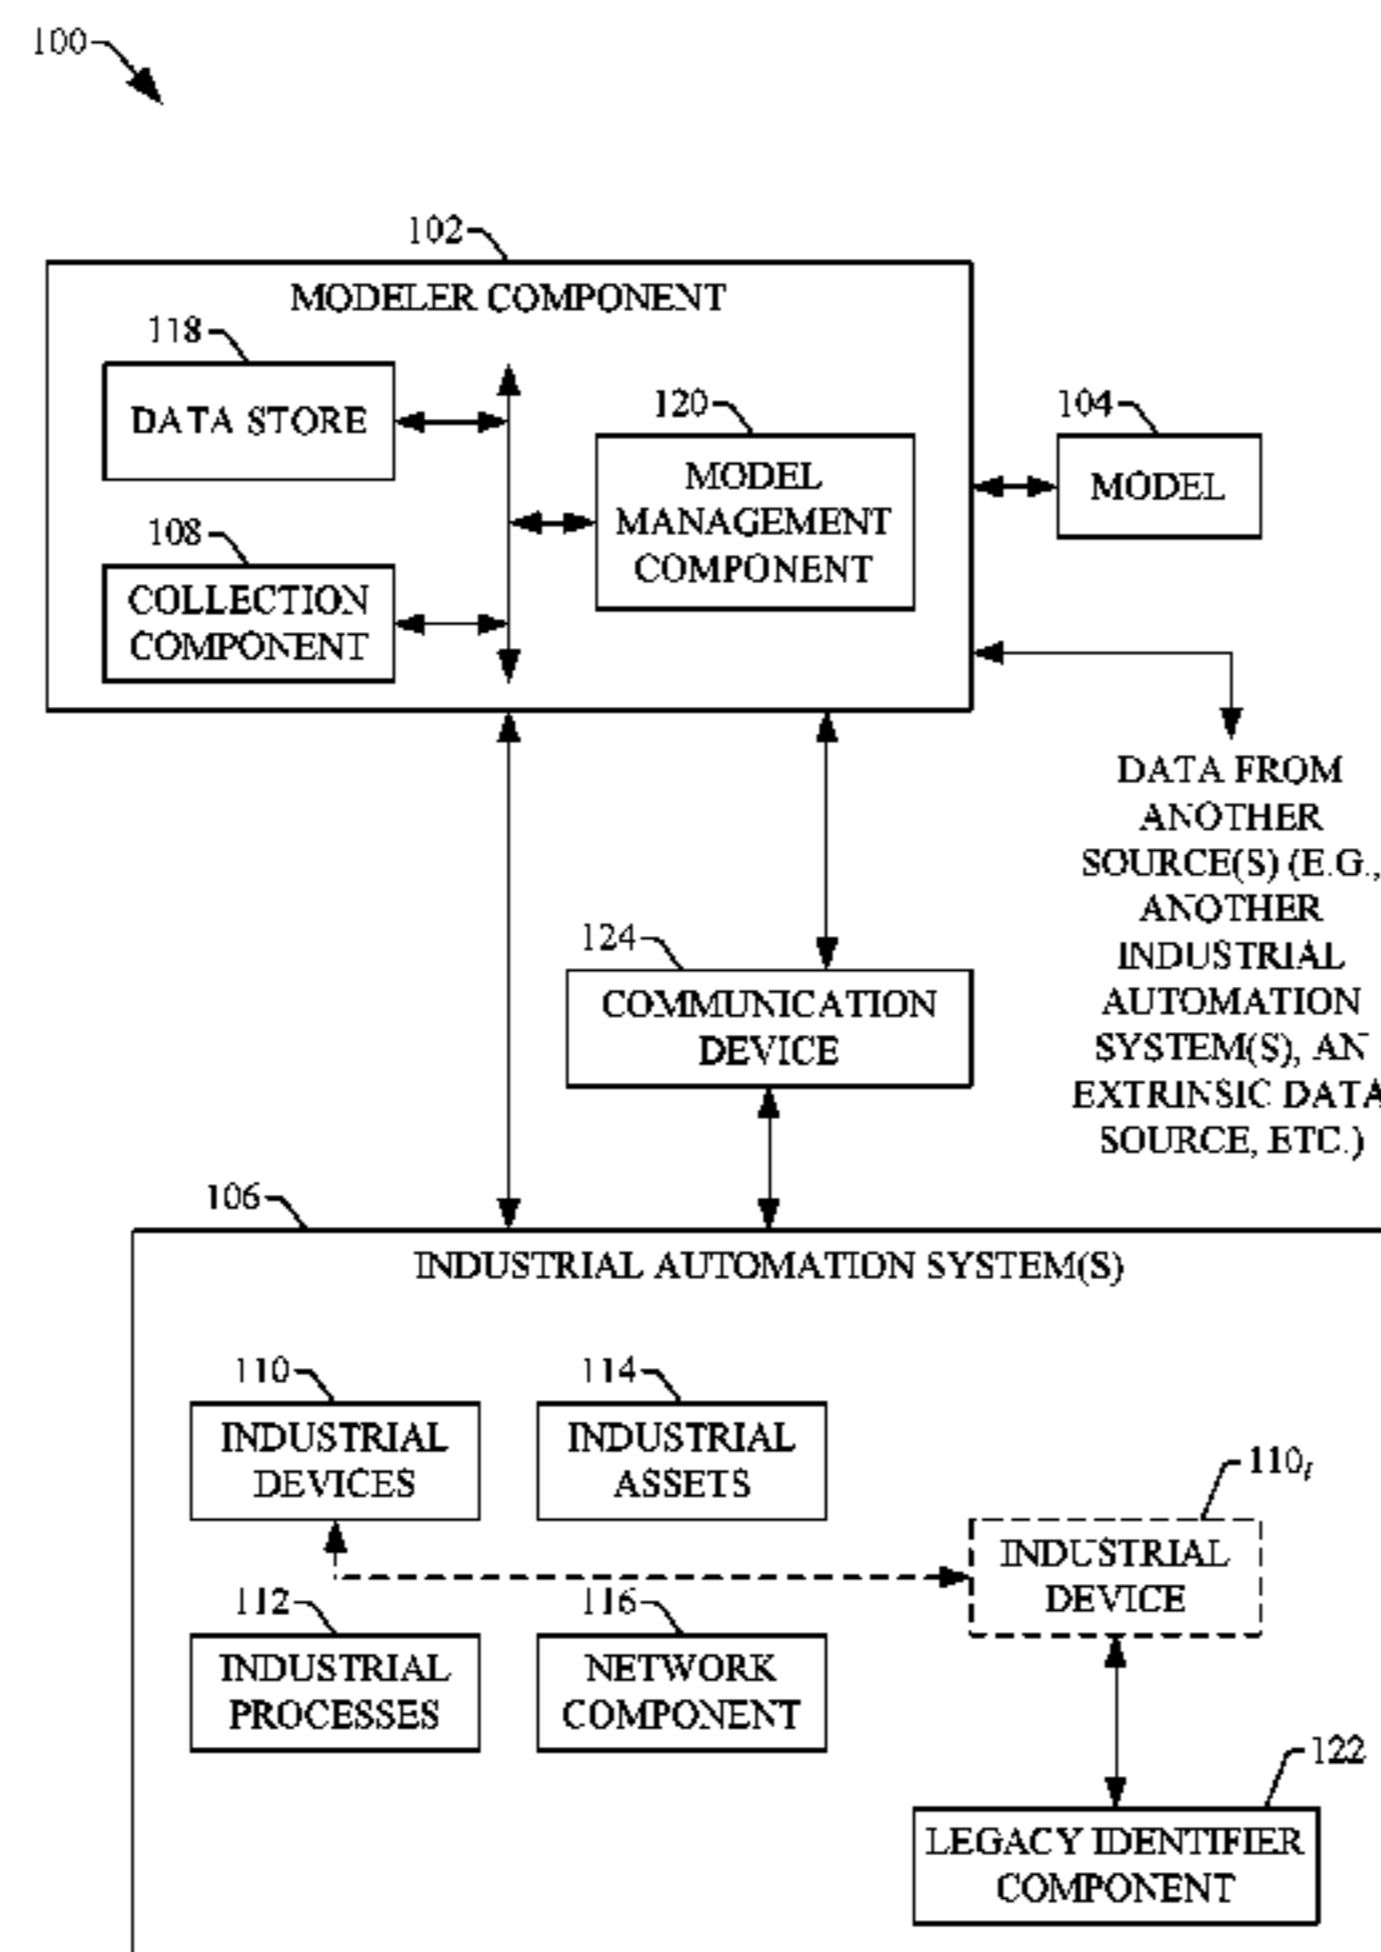 100
102
MODELER COMPONENT
118
DATA STORE
120
MODEL
MANAGEMENT
COMPONENT
104
MODEL
108
COLLECTION
COMPONENT
DATA FROM
ANOTHER
SOURCE(S) (E.G.,
ANOTHER
INDUSTRIAL
AUTOMATION
SYSTEM(S), AN
EXTRINSIC DATA
SOURCE, ETC.)
124
COMMUNICATION
DEVICE
106
INDUSTRIAL AUTOMATION SYSTEM(S)
110
INDUSTRIAL
DEVICES
114
INDUSTRIAL
ASSETS
110ₗ
INDUSTRIAL
DEVICE
112
INDUSTRIAL
PROCESSES
116
NETWORK
COMPONENT
122
LEGACY IDENTIFIER
COMPONENT